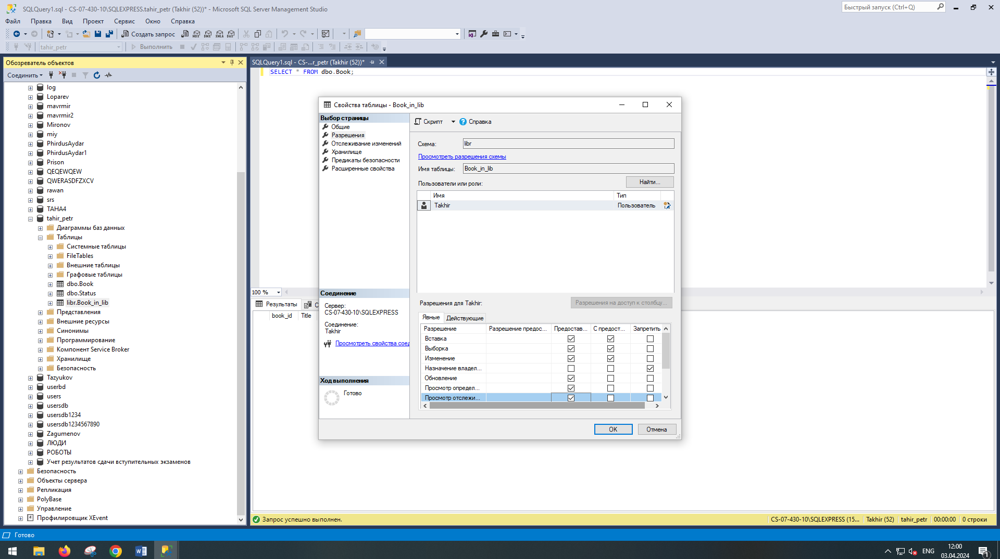 SQLQuery1.sql - CS-07-430-10\SQLEXPRESS.tahir_petr (Takhir (52))* - Microsoft SQL Server Management Studio
Быстрый запуск (Ctrl+Q)
Файл Правка Вид Проект Сервис Окно Справка
Создать запрос
MDX DMX XMLA DAX
tahir_petr
Выполнить
Обозреватель объектов
Соединить
log
Loparev
mavrmir
mavrmir2
Mironov
miy
PhirdusAydar
PhirdusAydar1
Prison
QEQEWQEW
QWERASDFZXCV
rawan
srs
TAHA4
tahir_petr
Диаграммы баз данных
Таблицы
Системные таблицы
FileTables
Внешние таблицы
Графовые таблицы
dbo.Book
dbo.Status
libr.Book_in_lib
Представления
Внешние ресурсы
Синонимы
Программирование
Компонент Service Broker
Хранилище
Безопасность
Tazyukov
userbd
users
usersdb
usersdb1234
usersdb1234567890
Zagumenov
ЛЮДИ
РОБОТЫ
Учет результатов сдачи вступительных экзаменов
Безопасность
Объекты сервера
Репликация
PolyBase
Управление
Профилировщик XEvent
SQLQuery1.sql - CS-...r_petr (Takhir (52))*
SELECT * FROM dbo.Book;
100 %
Результаты
С
book_id Title
Свойства таблицы - Book_in_lib
Выбор страницы
Общие
Разрешения
Отслеживание изменений
Хранилище
Предикаты безопасности
Расширенные свойства
Соединение
Сервер:
CS-07-430-10\SQLEXPRESS
Соединение:
Takhir
Просмотреть свойства соед
Ход выполнения
Готово
Скрипт
Справка
Схема: libr
Просмотреть разрешения схемы
Имя таблицы: Book_in_lib
Пользователи или роли:
Найти...
Имя Тип
Takhir Пользователь
Разрешения для Takhir:
Разрешения на доступ к столбцу...
Явные Действующие
Разрешение Разрешение предос... Предостав... С предост... Запретить
Вставка
Выборка
Изменение
Назначение владел...
Обновление
Просмотр определ...
Просмотр отслежи...
OK
Отмена
Запрос успешно выполнен.
CS-07-430-10\SQLEXPRESS (15... Takhir (52) tahir_petr 00:00:00 0 строки
Готово
ENG
12:00
03.04.2024
1